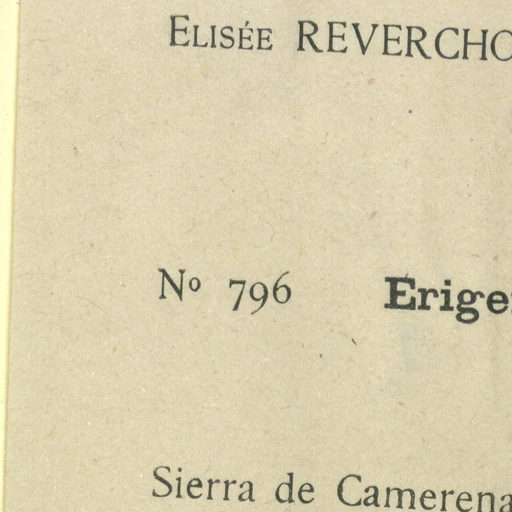 Elisée REVERCHO
Nº 796 Erige
Sierra de Camerena